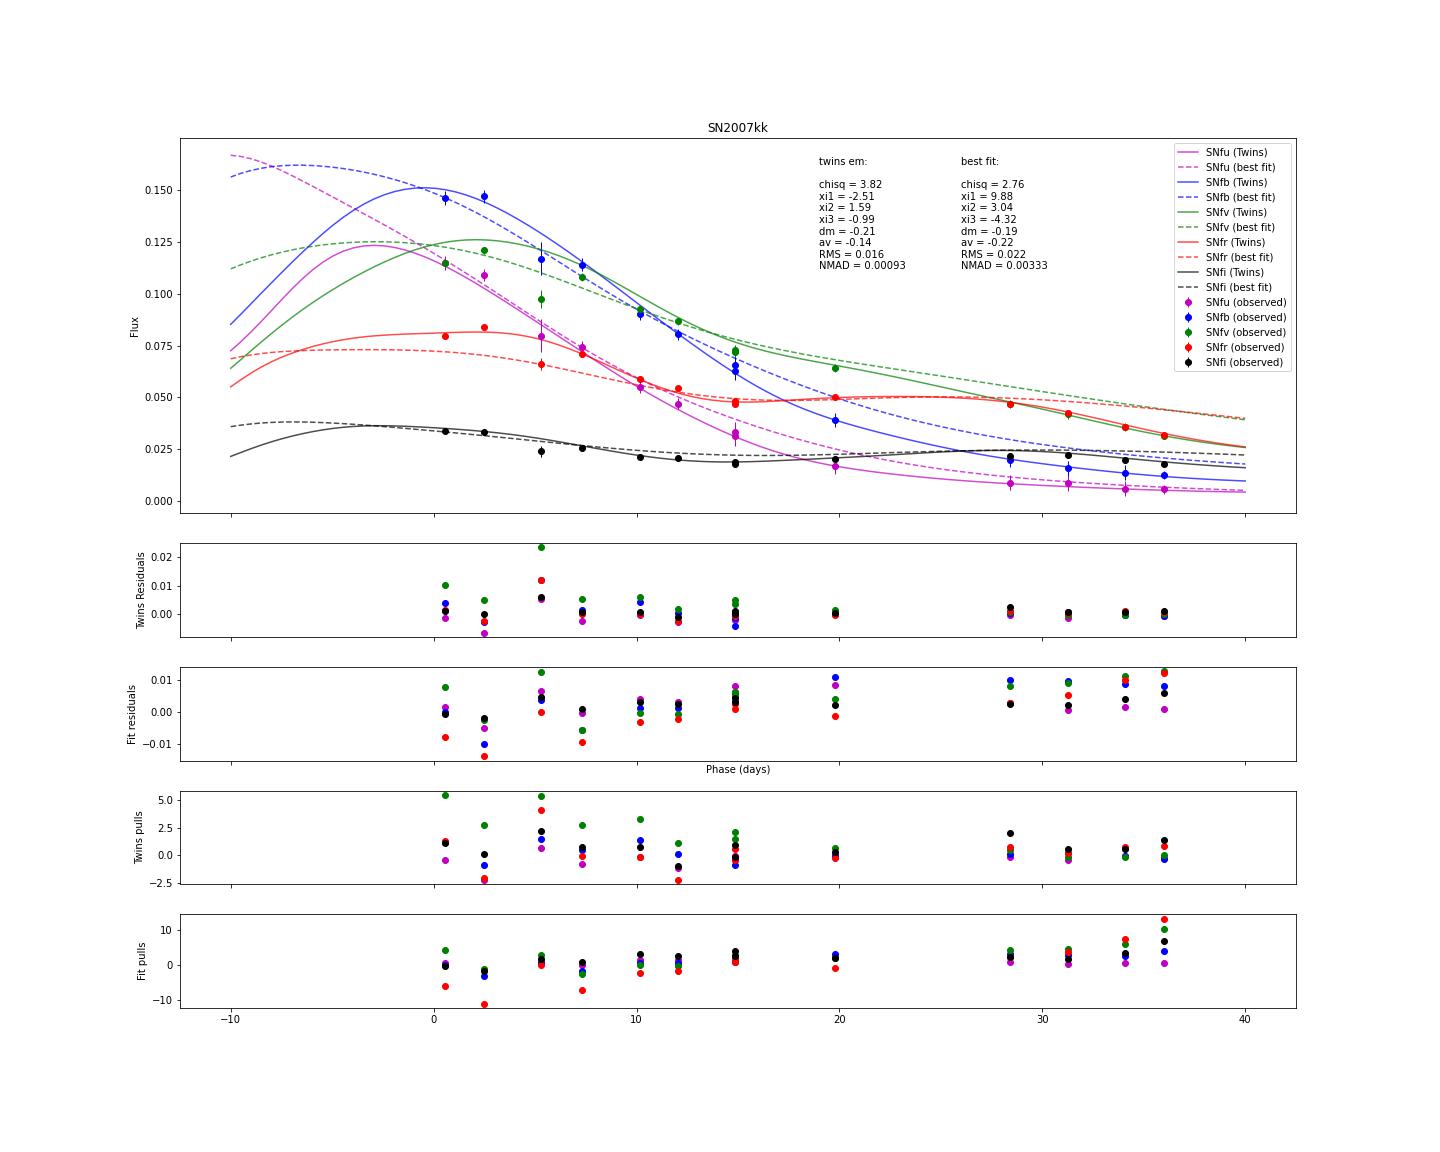 SN2007kk
Flux
0.150
0.125
0.100
0.075
0.050
0.025
0.000
twins em:
chisq = 3.82
xi1 = -2.51
xi2 = 1.59
xi3 = -0.99
dm = -0.21
av = -0.14
RMS = 0.016
NMAD = 0.00093
best fit:
chisq = 2.76
xi1 = 9.88
xi2 = 3.04
xi3 = -4.32
dm = -0.19
av = -0.22
RMS = 0.022
NMAD = 0.00333
SNfu (Twins)
SNfu (best fit)
SNfb (Twins)
SNfb (best fit)
SNfv (Twins)
SNfv (best fit)
SNfr (Twins)
SNfr (best fit)
SNfi (Twins)
SNfi (best fit)
SNfu (observed)
SNfb (observed)
SNfv (observed)
SNfr (observed)
SNfi (observed)
Twins Residuals
0.02
0.01
0.00
Fit residuals
0.01
0.00
−0.01
Phase (days)
Twins pulls
5.0
2.5
0.0
−2.5
Fit pulls
10
0
−10
−10 0 10 20 30 40